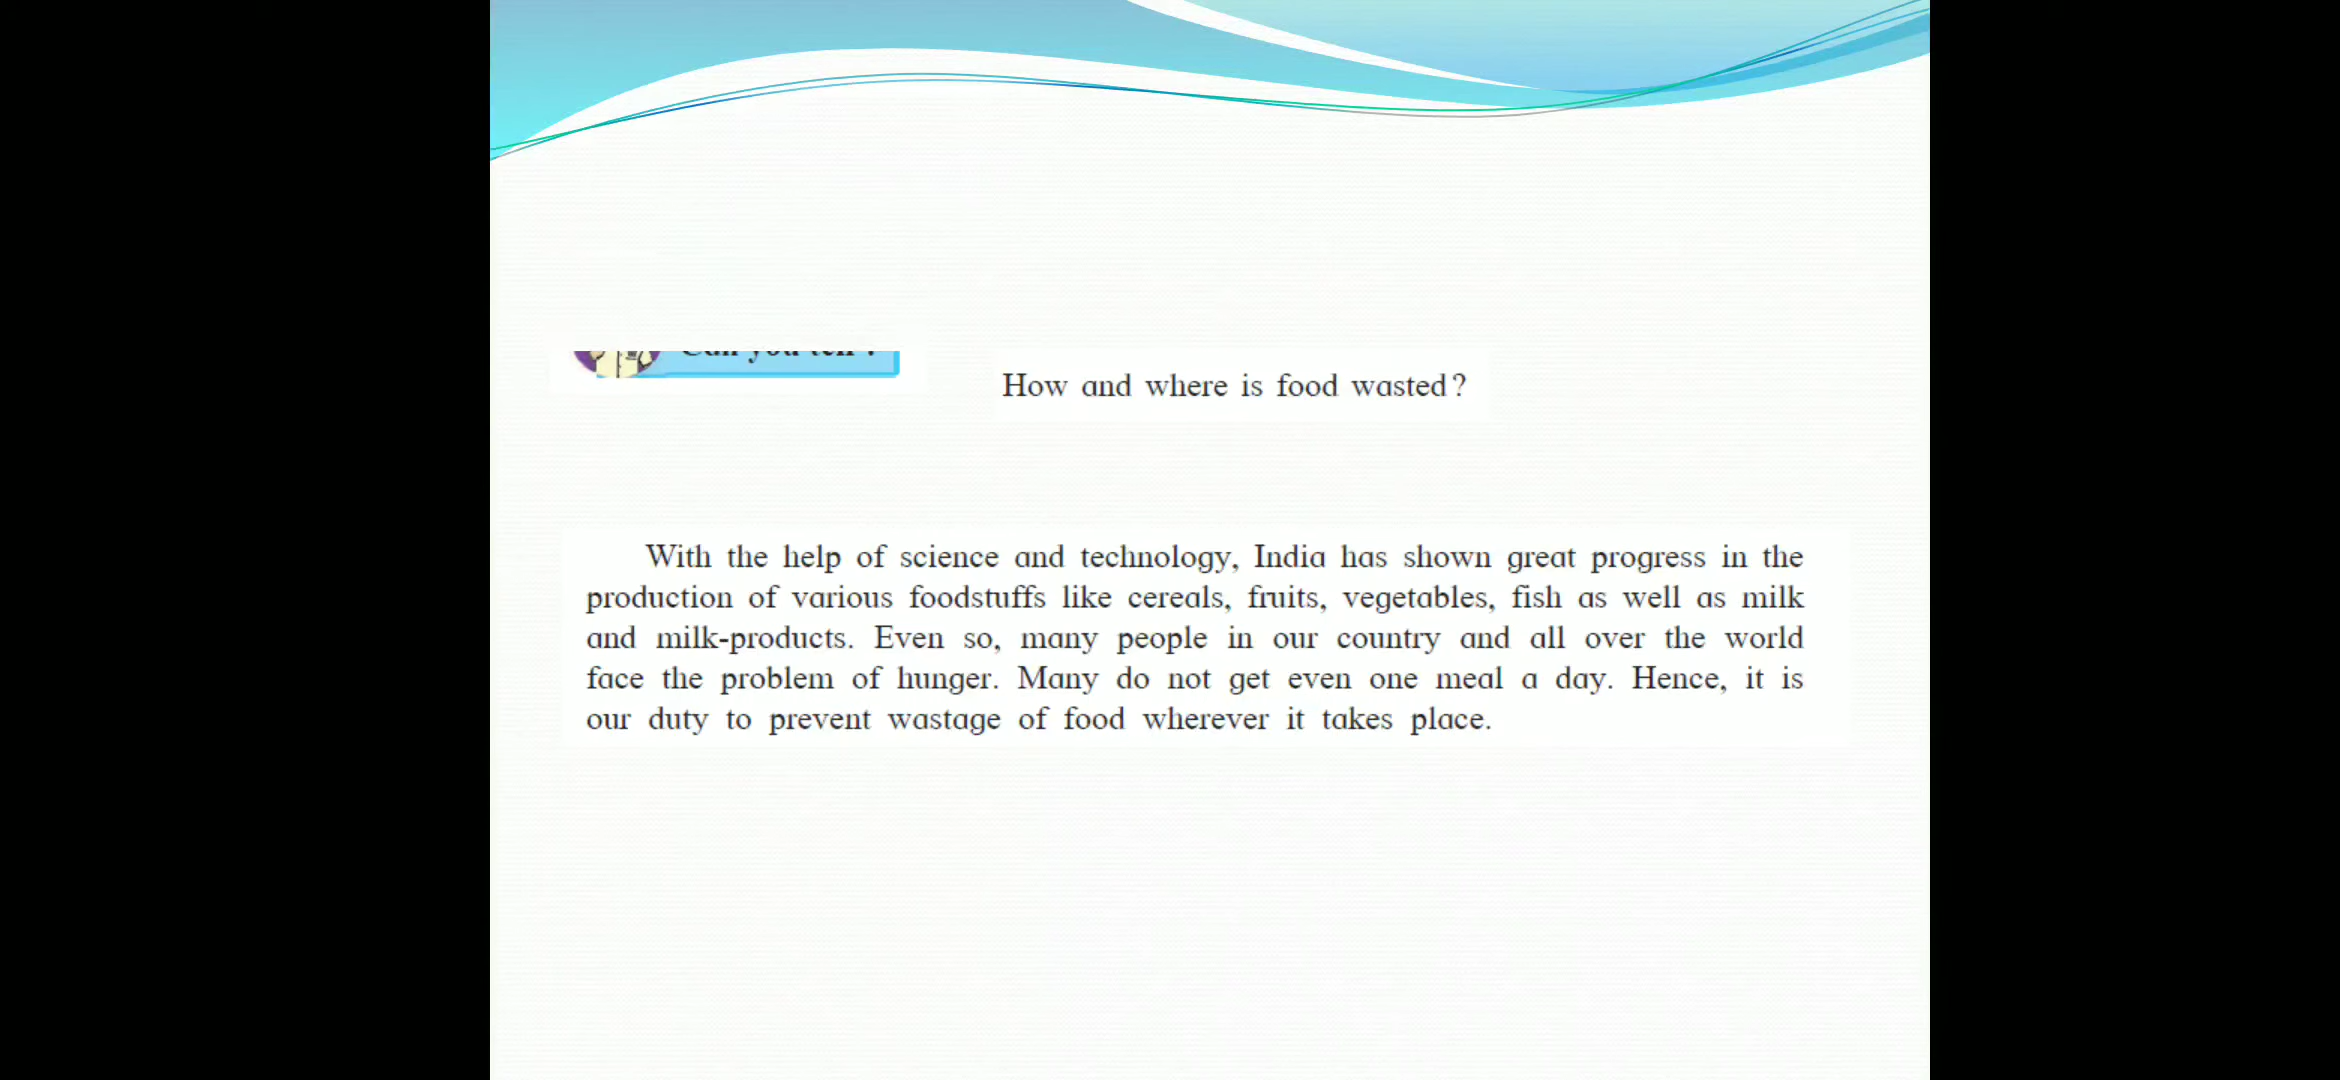 Can you tell ?
How and where is food wasted?
With the help of science and technology, India has shown great progress in the
production of various foodstuffs like cereals, fruits, vegetables, fish as well as milk
and milk-products. Even so, many people in our country and all over the world
face the problem of hunger. Many do not get even one meal a day. Hence, it is
our duty to prevent wastage of food wherever it takes place.